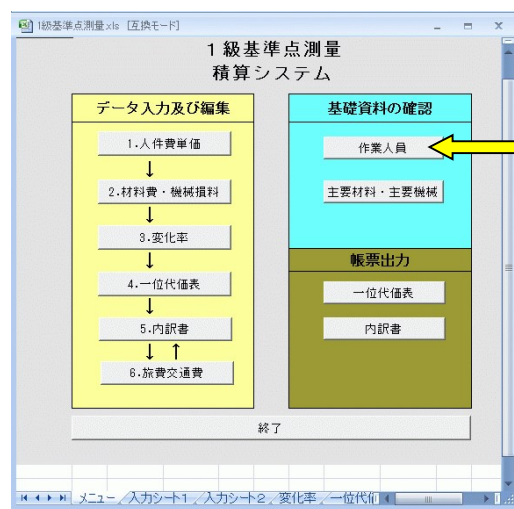 1級基準点測量.xls [互換モード]
1級基準点測量
積算システム
データ入力及び編集
1.人件費単価
↓
2.材料費・機械損料
↓
3.変化率
↓
4.一位代価表
↓
5.内訳書
↓ ↑
6.旅費交通費
基礎資料の確認
作業人員
主要材料・主要機械
帳票出力
一位代価表
内訳書
終了
メニュー 入力シート1 入力シート2 変化率 一位代価